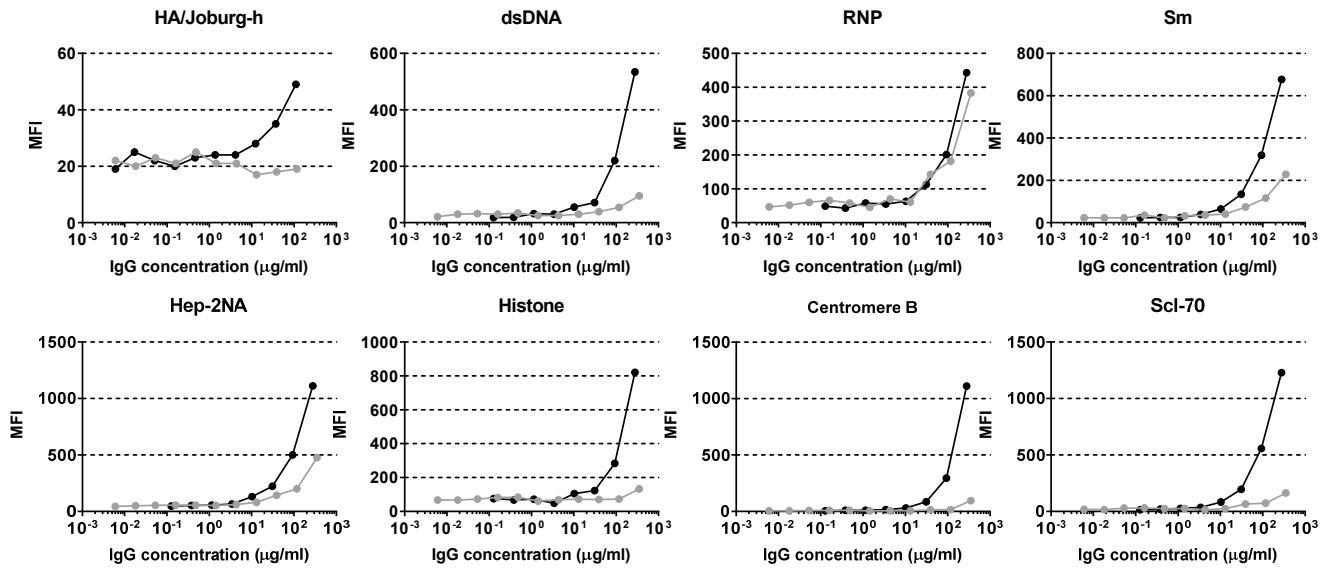 HA/Joburg-h
dsDNA
RNP
Sm
60
40
20
0
MFI
10-3 10-2 10-1 100 101 102 103
IgG concentration (μg/ml)
600
400
200
0
MFI
10-3 10-2 10-1 100 101 102 103
IgG concentration (μg/ml)
500
400
300
200
100
0
MFI
10-3 10-2 10-1 100 101 102 103
IgG concentration (μg/ml)
800
600
400
200
0
MFI
10-3 10-2 10-1 100 101 102 103
IgG concentration (μg/ml)
Hep-2NA
Histone
Centromere B
Scl-70
1500
1000
500
0
MFI
10-3 10-2 10-1 100 101 102 103
IgG concentration (μg/ml)
1000
800
600
400
200
0
MFI
10-3 10-2 10-1 100 101 102 103
IgG concentration (μg/ml)
1500
1000
500
0
MFI
10-3 10-2 10-1 100 101 102 103
IgG concentration (μg/ml)
1500
1000
500
0
MFI
10-3 10-2 10-1 100 101 102 103
IgG concentration (μg/ml)